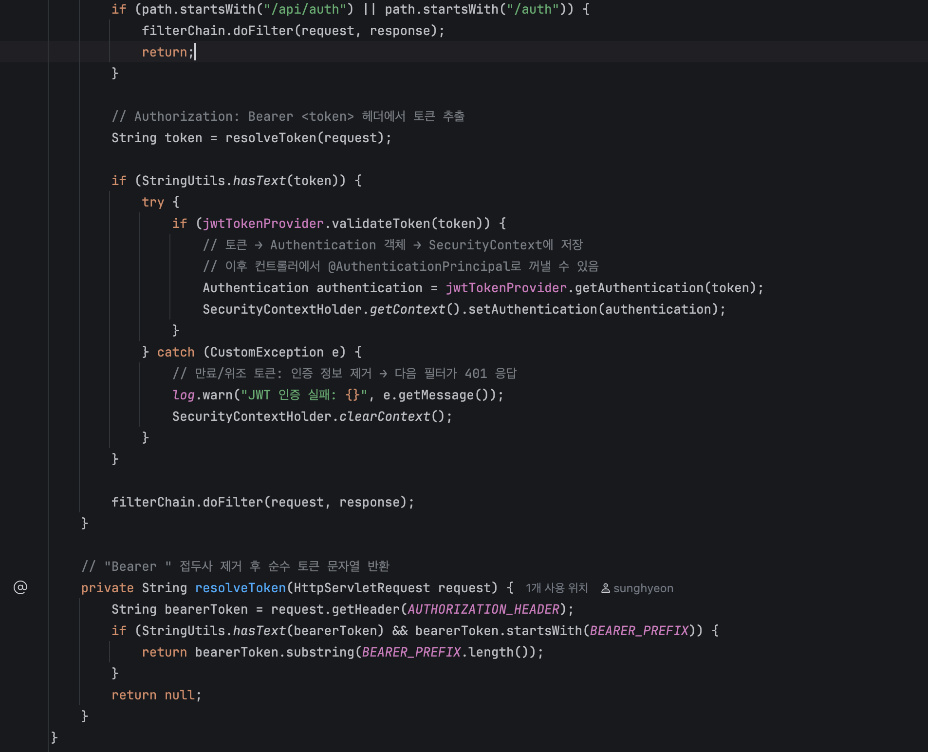 if (path.startsWith("/api/auth") || path.startsWith("/auth")) {
filterChain.doFilter(request, response);
return;
}
// Authorization: Bearer <token> 헤더에서 토큰 추출
String token = resolveToken(request);
if (StringUtils.hasText(token)) {
try {
if (jwtTokenProvider.validateToken(token)) {
// 토큰 → Authentication 객체 → SecurityContext에 저장
// 이후 컨트롤러에서 @AuthenticationPrincipal로 꺼낼 수 있음
Authentication authentication = jwtTokenProvider.getAuthentication(token);
SecurityContextHolder.getContext().setAuthentication(authentication);
}
} catch (CustomException e) {
// 만료/위조 토큰: 인증 정보 제거 → 다음 필터가 401 응답
log.warn("JWT 인증 실패: {}", e.getMessage());
SecurityContextHolder.clearContext();
}
}
filterChain.doFilter(request, response);
}
// "Bearer " 접두사 제거 후 순수 토큰 문자열 반환
@ private String resolveToken(HttpServletRequest request) { 1개 사용 위치 sunghyeon
String bearerToken = request.getHeader(AUTHORIZATION_HEADER);
if (StringUtils.hasText(bearerToken) && bearerToken.startsWith(BEARER_PREFIX)) {
return bearerToken.substring(BEARER_PREFIX.length());
}
return null;
}
}